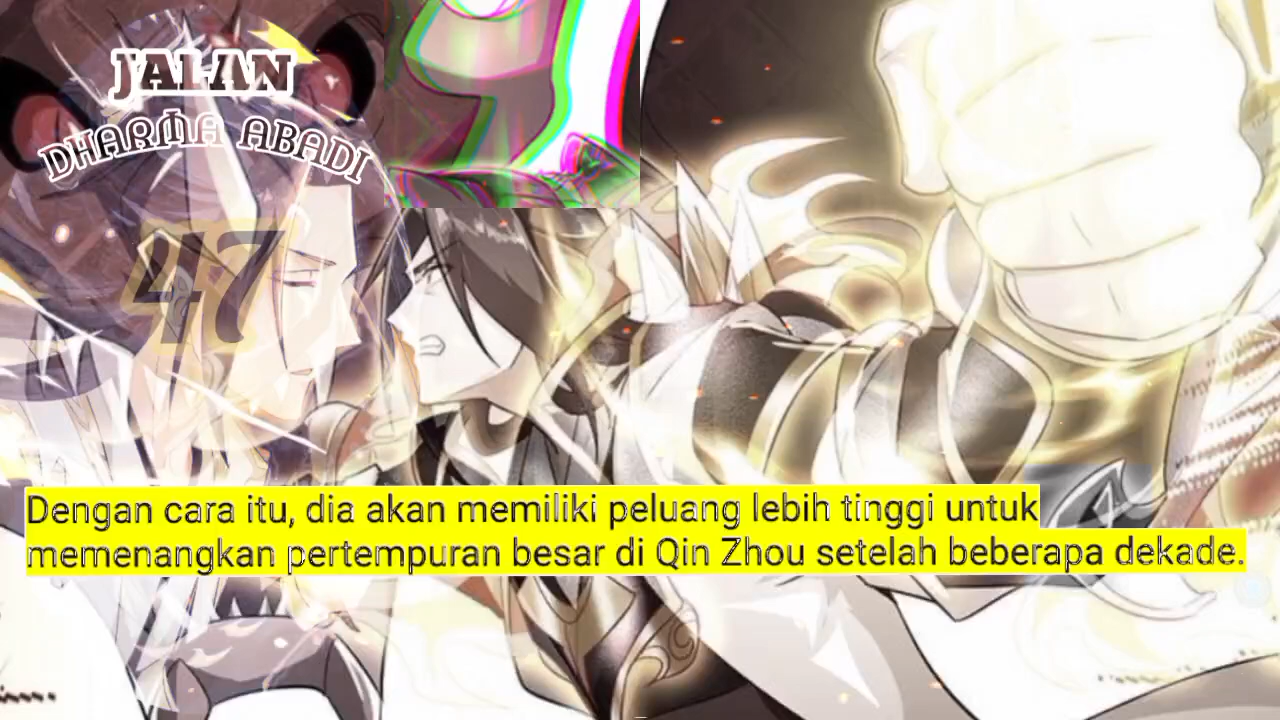 JALAN
DHARMA ABADI
47
Dengan cara itu, dia akan memiliki peluang lebih tinggi untuk
memenangkan pertempuran besar di Qin Zhou setelah beberapa dekade.